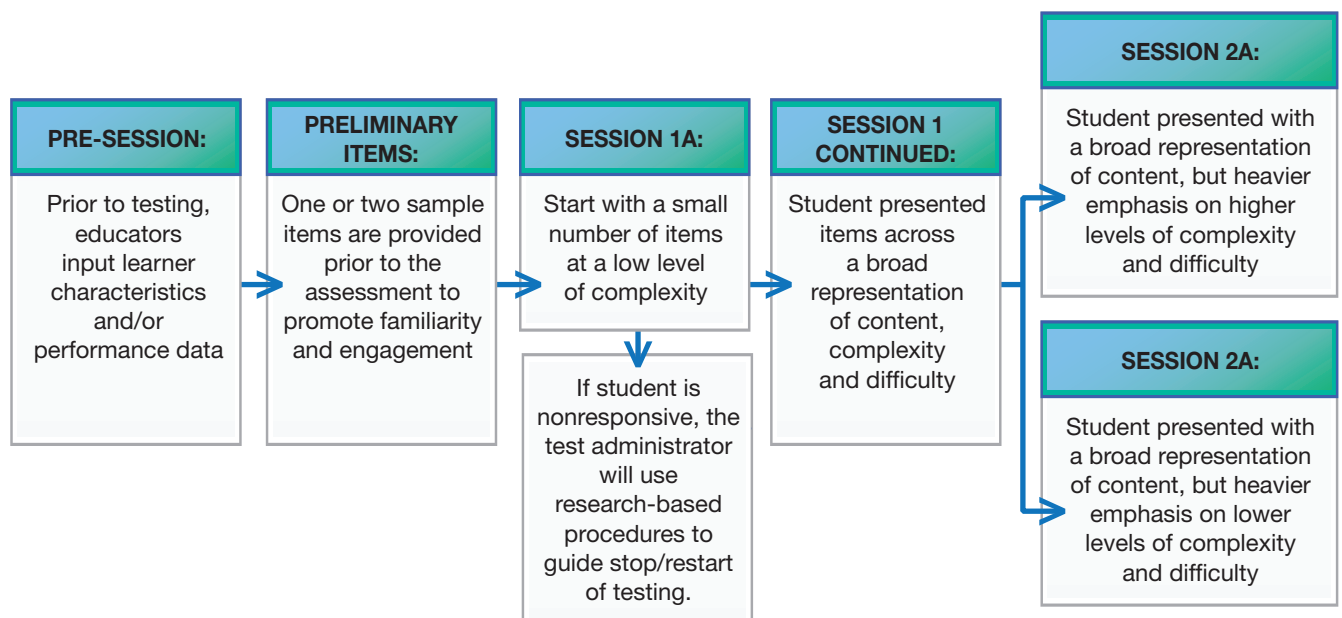 PRE-SESSION:
Prior to testing,
educators
input learner
characteristics
and/or
performance data
PRELIMINARY
ITEMS:
One or two sample
items are provided
prior to the
assessment to
promote familiarity
and engagement
SESSION 1A:
Start with a small
number of items
at a low level
of complexity
If student is
nonresponsive, the
test administrator
will use
research-based
procedures to
guide stop/restart
of testing.
SESSION 1
CONTINUED:
Student presented
items across
a broad
representation
of content,
complexity
and difficulty
SESSION 2A:
Student presented with
a broad representation
of content, but heavier
emphasis on higher
levels of complexity
and difficulty
SESSION 2A:
Student presented with
a broad representation
of content, but heavier
emphasis on lower
levels of complexity
and difficulty